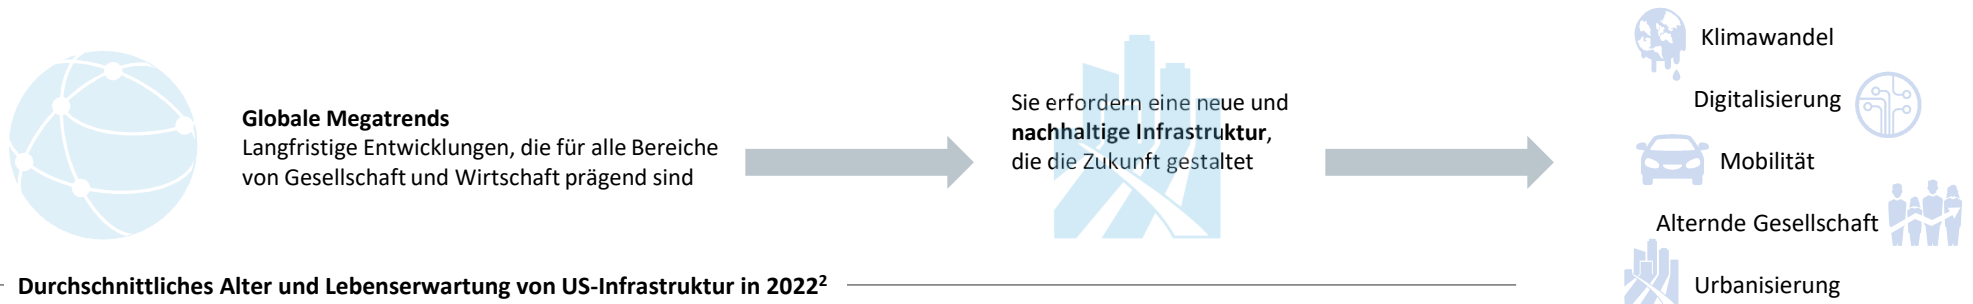 Globale Megatrends
Langfristige Entwicklungen, die für alle Bereiche
von Gesellschaft und Wirtschaft prägend sind
Sie erfordern eine neue und
nachhaltige Infrastruktur,
die die Zukunft gestaltet
Klimawandel
Digitalisierung
Mobilität
Alternde Gesellschaft
Urbanisierung
Durchschnittliches Alter und Lebenserwartung von US-Infrastruktur in 2022²